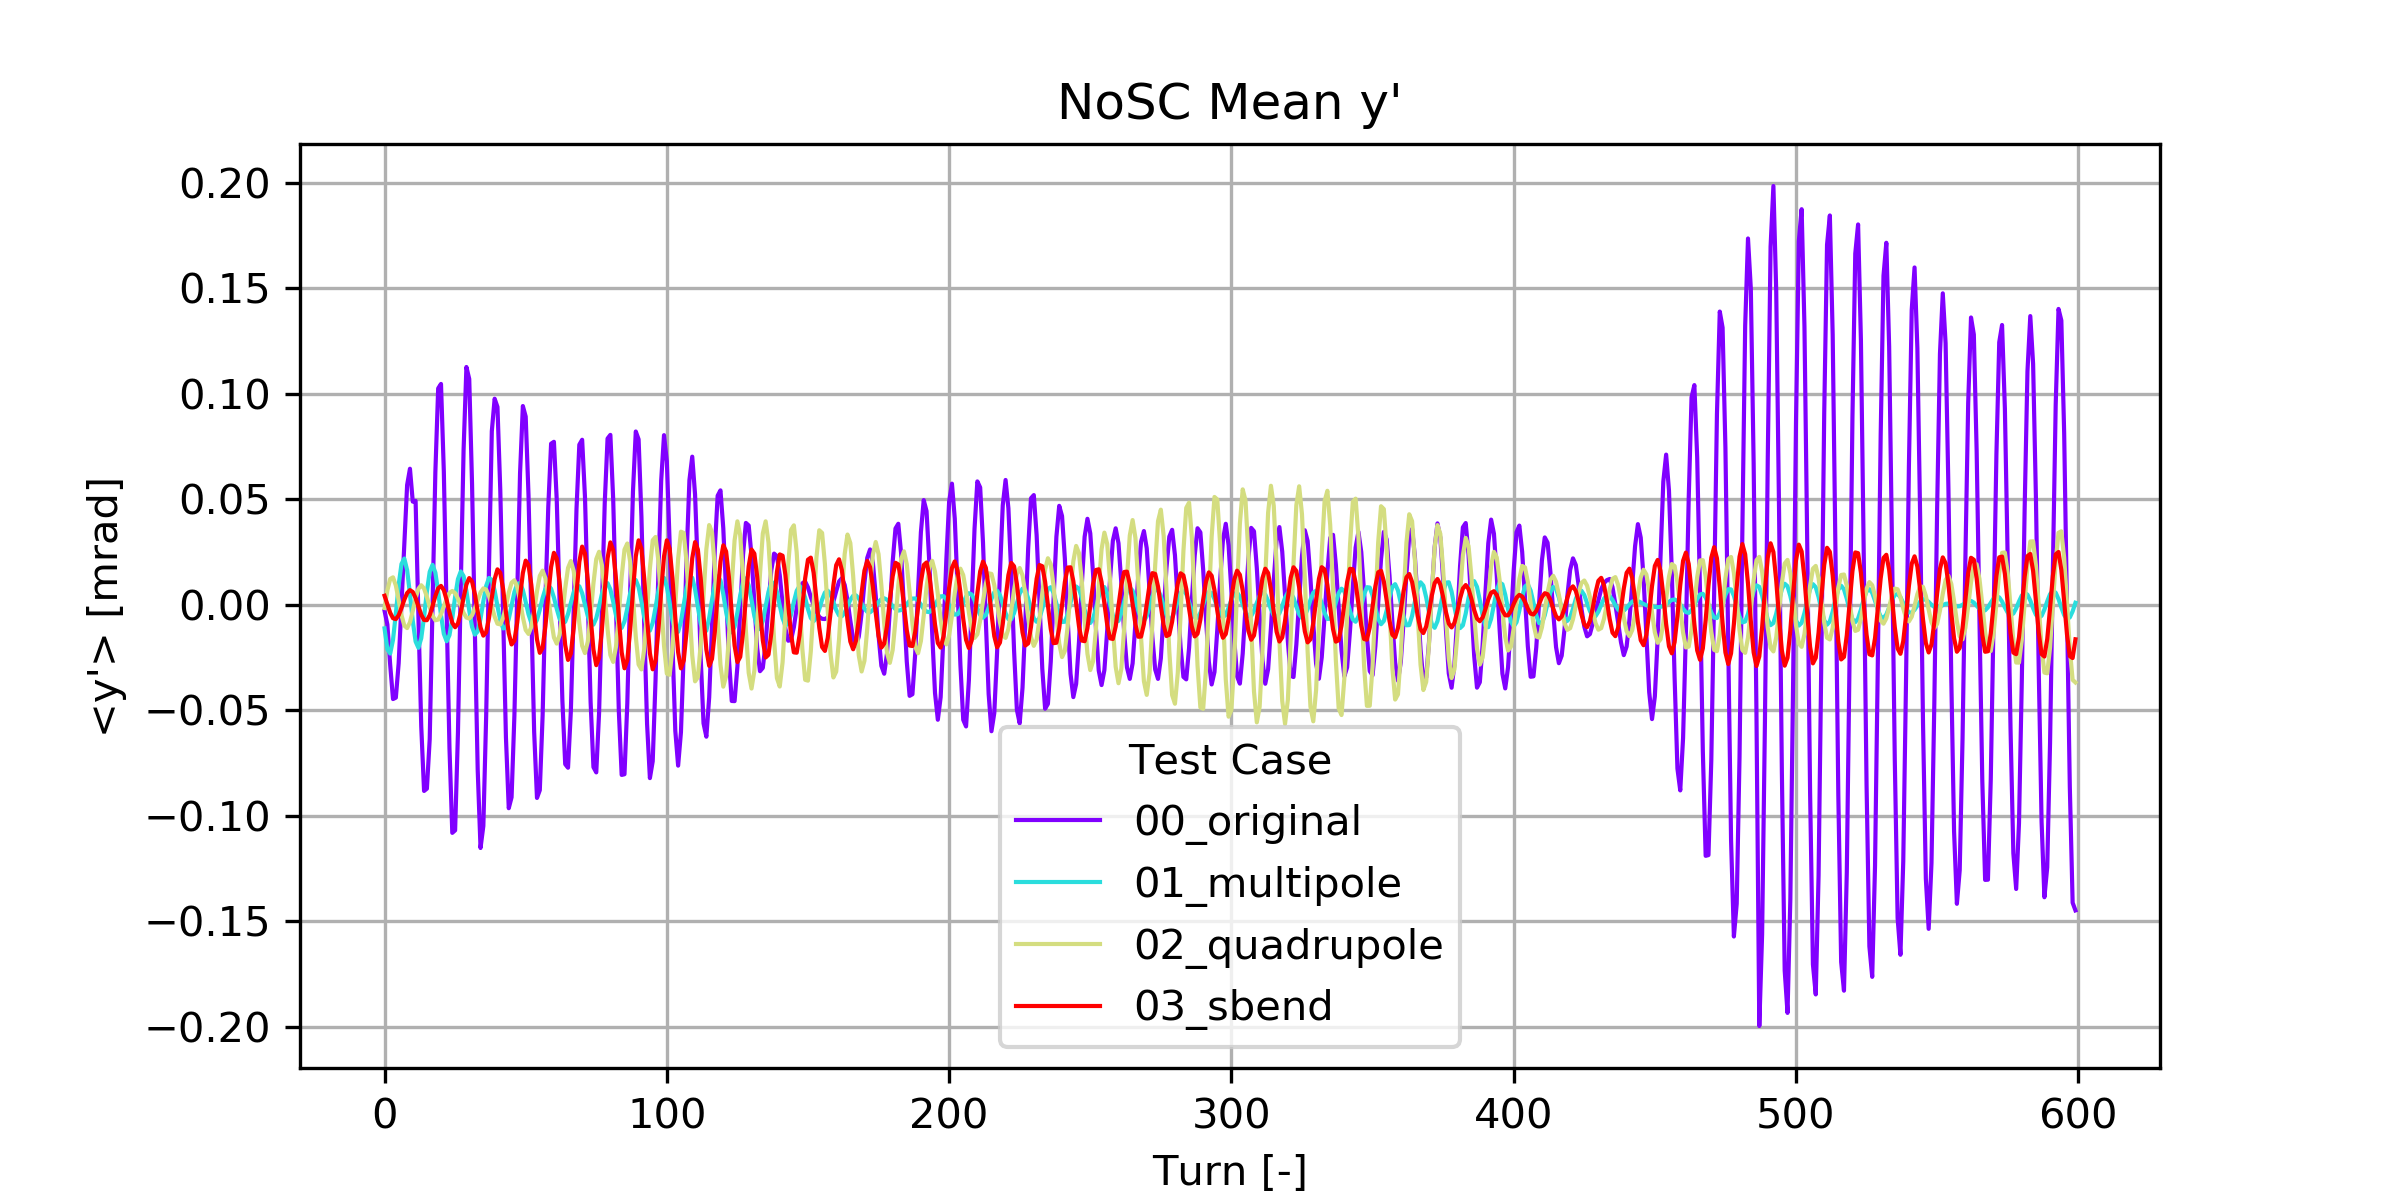 NoSC Mean y'
<y'> [mrad]
0.20
0.15
0.10
0.05
0.00
−0.05
−0.10
−0.15
−0.20
Test Case
00_original
01_multipole
02_quadrupole
03_sbend
0 100 200 300 400 500 600
Turn [-]